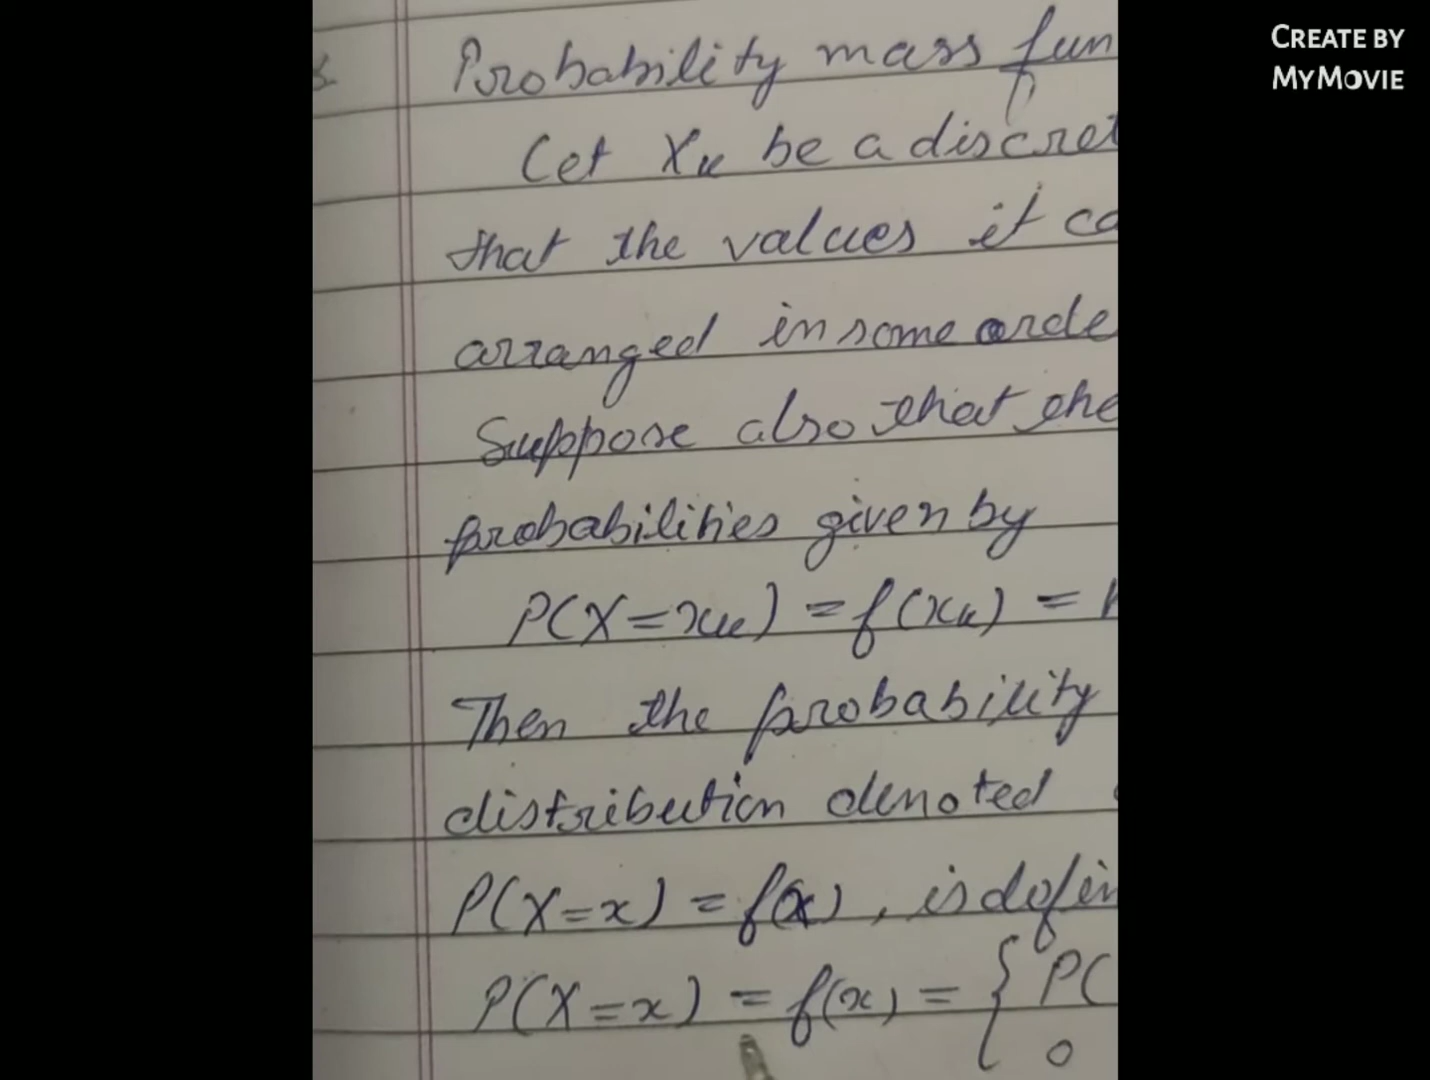 Probability mass fun
Let Xk be a discret
that the values it ca
arranged in some orde
Suppose also that the
probabilities given by
P(X=xk) = f(xk) =
Then the probability
distribution denoted
P(X=x) = f(x), is defin
P(X=x) = f(x) = { P(
0
CREATE BY
MYMOVIE